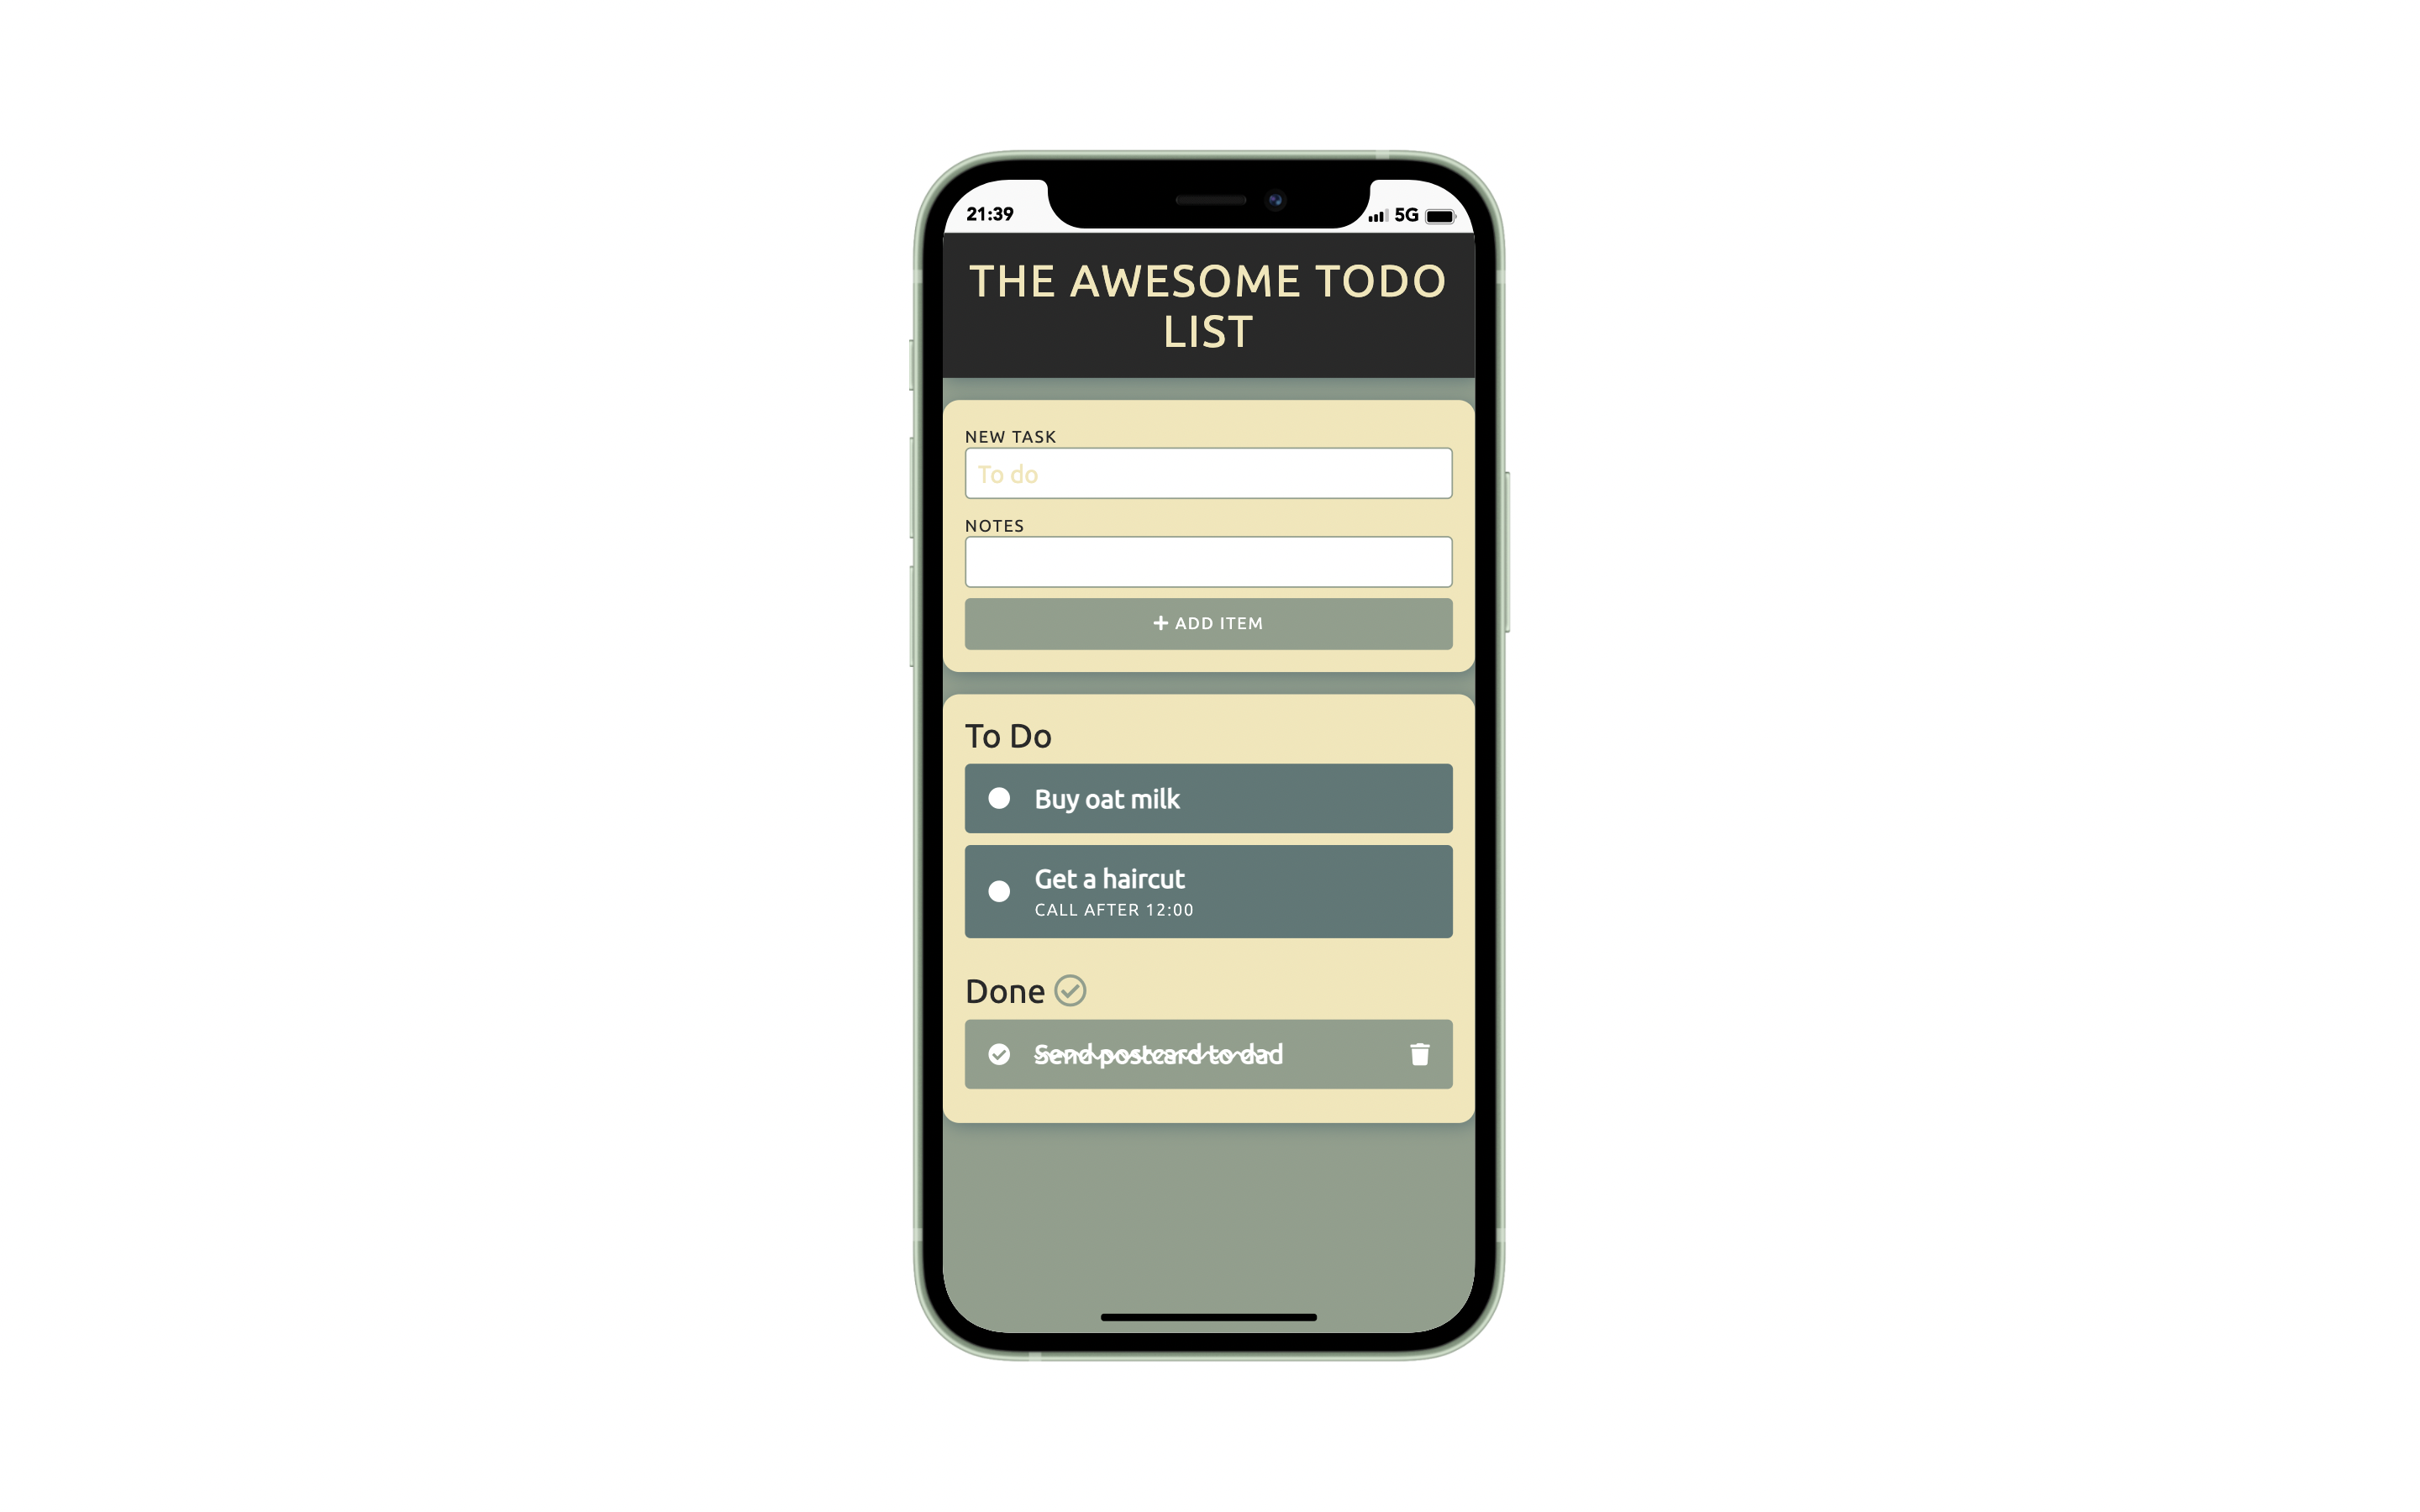 21:39
5G
THE AWESOME TODO
LIST
NEW TASK
To do
NOTES
ADD ITEM
To Do
Buy oat milk
Get a haircut
CALL AFTER 12:00
Done
Send postcard to dad